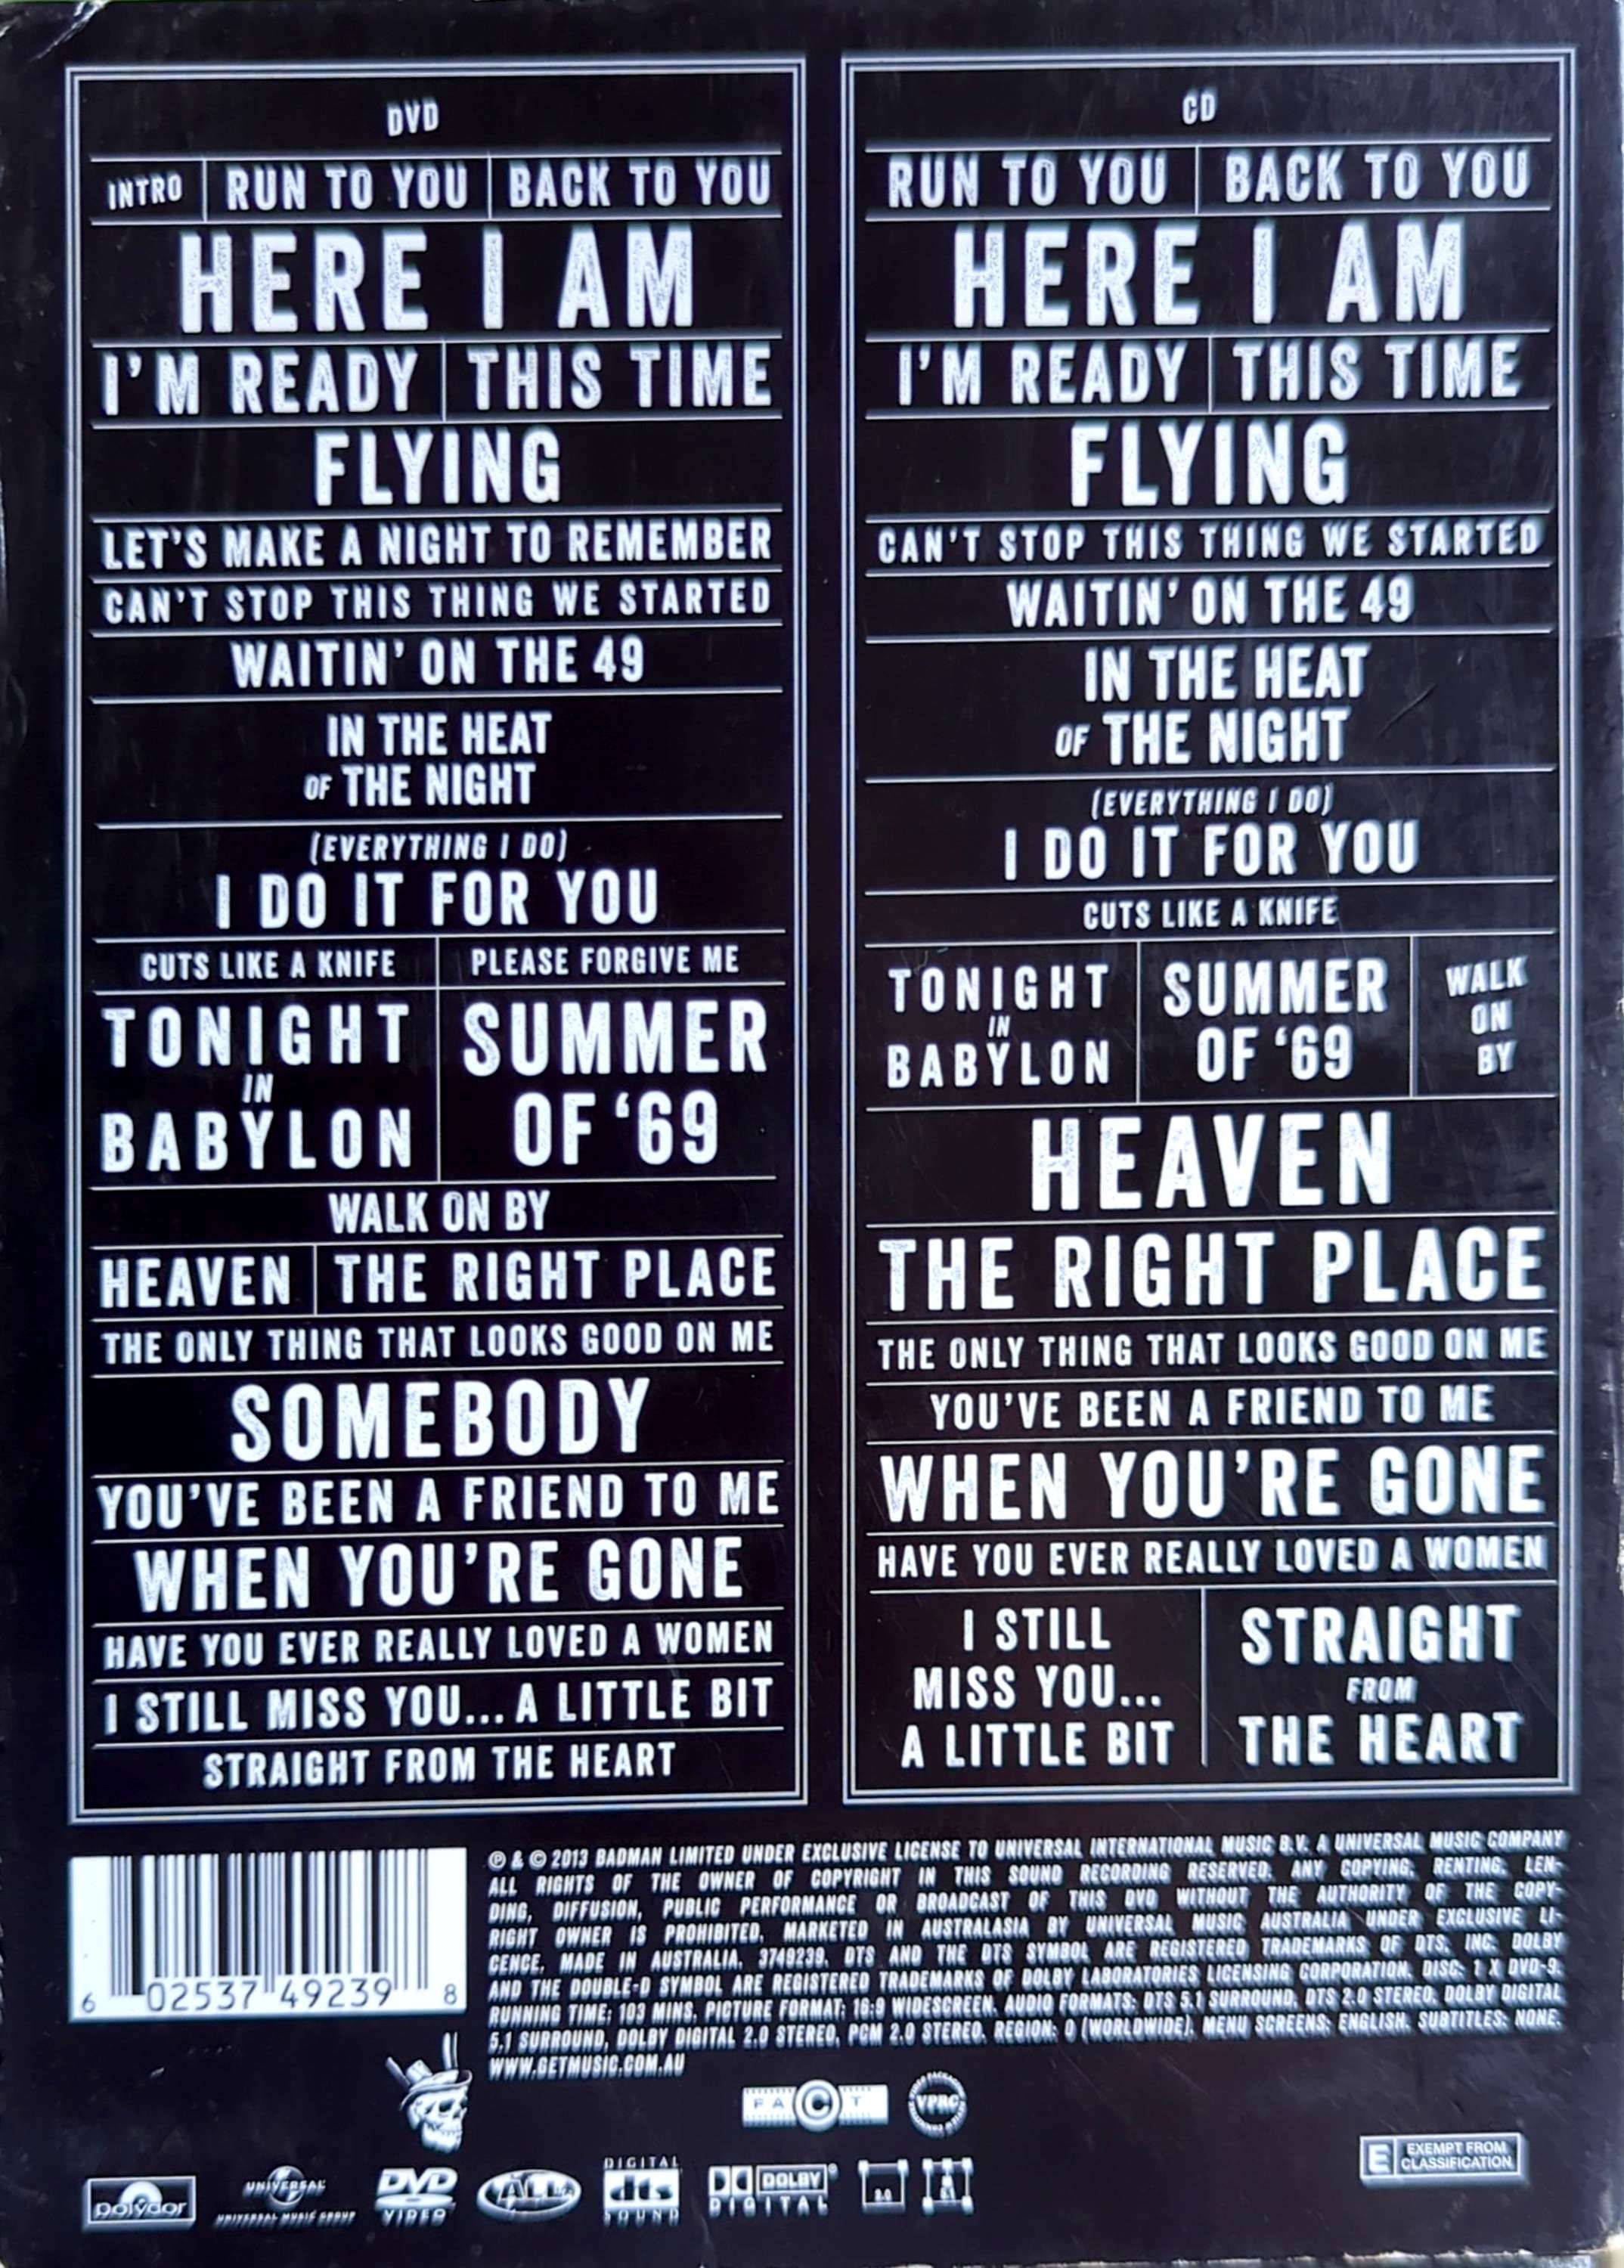 DVD
INTRO RUN TO YOU BACK TO YOU
HERE I AM
I'M READY THIS TIME
FLYING
LET'S MAKE A NIGHT TO REMEMBER
CAN'T STOP THIS THING WE STARTED
WAITIN' ON THE 49
IN THE HEAT
OF THE NIGHT
(EVERYTHING I DO)
I DO IT FOR YOU
CUTS LIKE A KNIFE PLEASE FORGIVE ME
TONIGHT
IN
BABYLON
SUMMER
OF '69
WALK ON BY
HEAVEN THE RIGHT PLACE
THE ONLY THING THAT LOOKS GOOD ON ME
SOMEBODY
YOU'VE BEEN A FRIEND TO ME
WHEN YOU'RE GONE
HAVE YOU EVER REALLY LOVED A WOMEN
I STILL MISS YOU... A LITTLE BIT
STRAIGHT FROM THE HEART
CD
RUN TO YOU BACK TO YOU
HERE I AM
I'M READY THIS TIME
FLYING
CAN'T STOP THIS THING WE STARTED
WAITIN' ON THE 49
IN THE HEAT
OF THE NIGHT
(EVERYTHING I DO)
I DO IT FOR YOU
CUTS LIKE A KNIFE
TONIGHT
IN
BABYLON
SUMMER
OF '69
WALK
ON
BY
HEAVEN
THE RIGHT PLACE
THE ONLY THING THAT LOOKS GOOD ON ME
YOU'VE BEEN A FRIEND TO ME
WHEN YOU'RE GONE
HAVE YOU EVER REALLY LOVED A WOMEN
I STILL
MISS YOU...
A LITTLE BIT
STRAIGHT
FROM
THE HEART
6 02537 49239 8
℗ & © 2013 BADMAN LIMITED UNDER EXCLUSIVE LICENSE TO UNIVERSAL INTERNATIONAL MUSIC B.V. A UNIVERSAL MUSIC COMPANY
ALL RIGHTS OF THE OWNER OF COPYRIGHT IN THIS SOUND RECORDING RESERVED. ANY COPYING, RENTING, LEN-
DING, DIFFUSION, PUBLIC PERFORMANCE OR BROADCAST OF THIS DVD WITHOUT THE AUTHORITY OF THE COPY-
RIGHT OWNER IS PROHIBITED. MARKETED IN AUSTRALASIA BY UNIVERSAL MUSIC AUSTRALIA UNDER EXCLUSIVE LI-
CENCE. MADE IN AUSTRALIA. 3749239. DTS AND THE DTS SYMBOL ARE REGISTERED TRADEMARKS OF DTS, INC. DOLBY
AND THE DOUBLE-D SYMBOL ARE REGISTERED TRADEMARKS OF DOLBY LABORATORIES LICENSING CORPORATION. DISC: 1 X DVD-9.
RUNNING TIME: 103 MINS. PICTURE FORMAT: 16:9 WIDESCREEN. AUDIO FORMATS: DTS 5.1 SURROUND, DTS 2.0 STEREO, DOLBY DIGITAL
5.1 SURROUND, DOLBY DIGITAL 2.0 STEREO, PCM 2.0 STEREO. REGION: 0 (WORLDWIDE). MENU SCREENS: ENGLISH. SUBTITLES: NONE.
WWW.GETMUSIC.COM.AU
FACT
VPRC
E EXEMPT FROM
CLASSIFICATION
polydor
UNIVERSAL
UNIVERSAL MUSIC GROUP
DVD
VIDEO
ALL
DIGITAL
dts
SOUND
DOLBY
DIGITAL
2.0
5.1